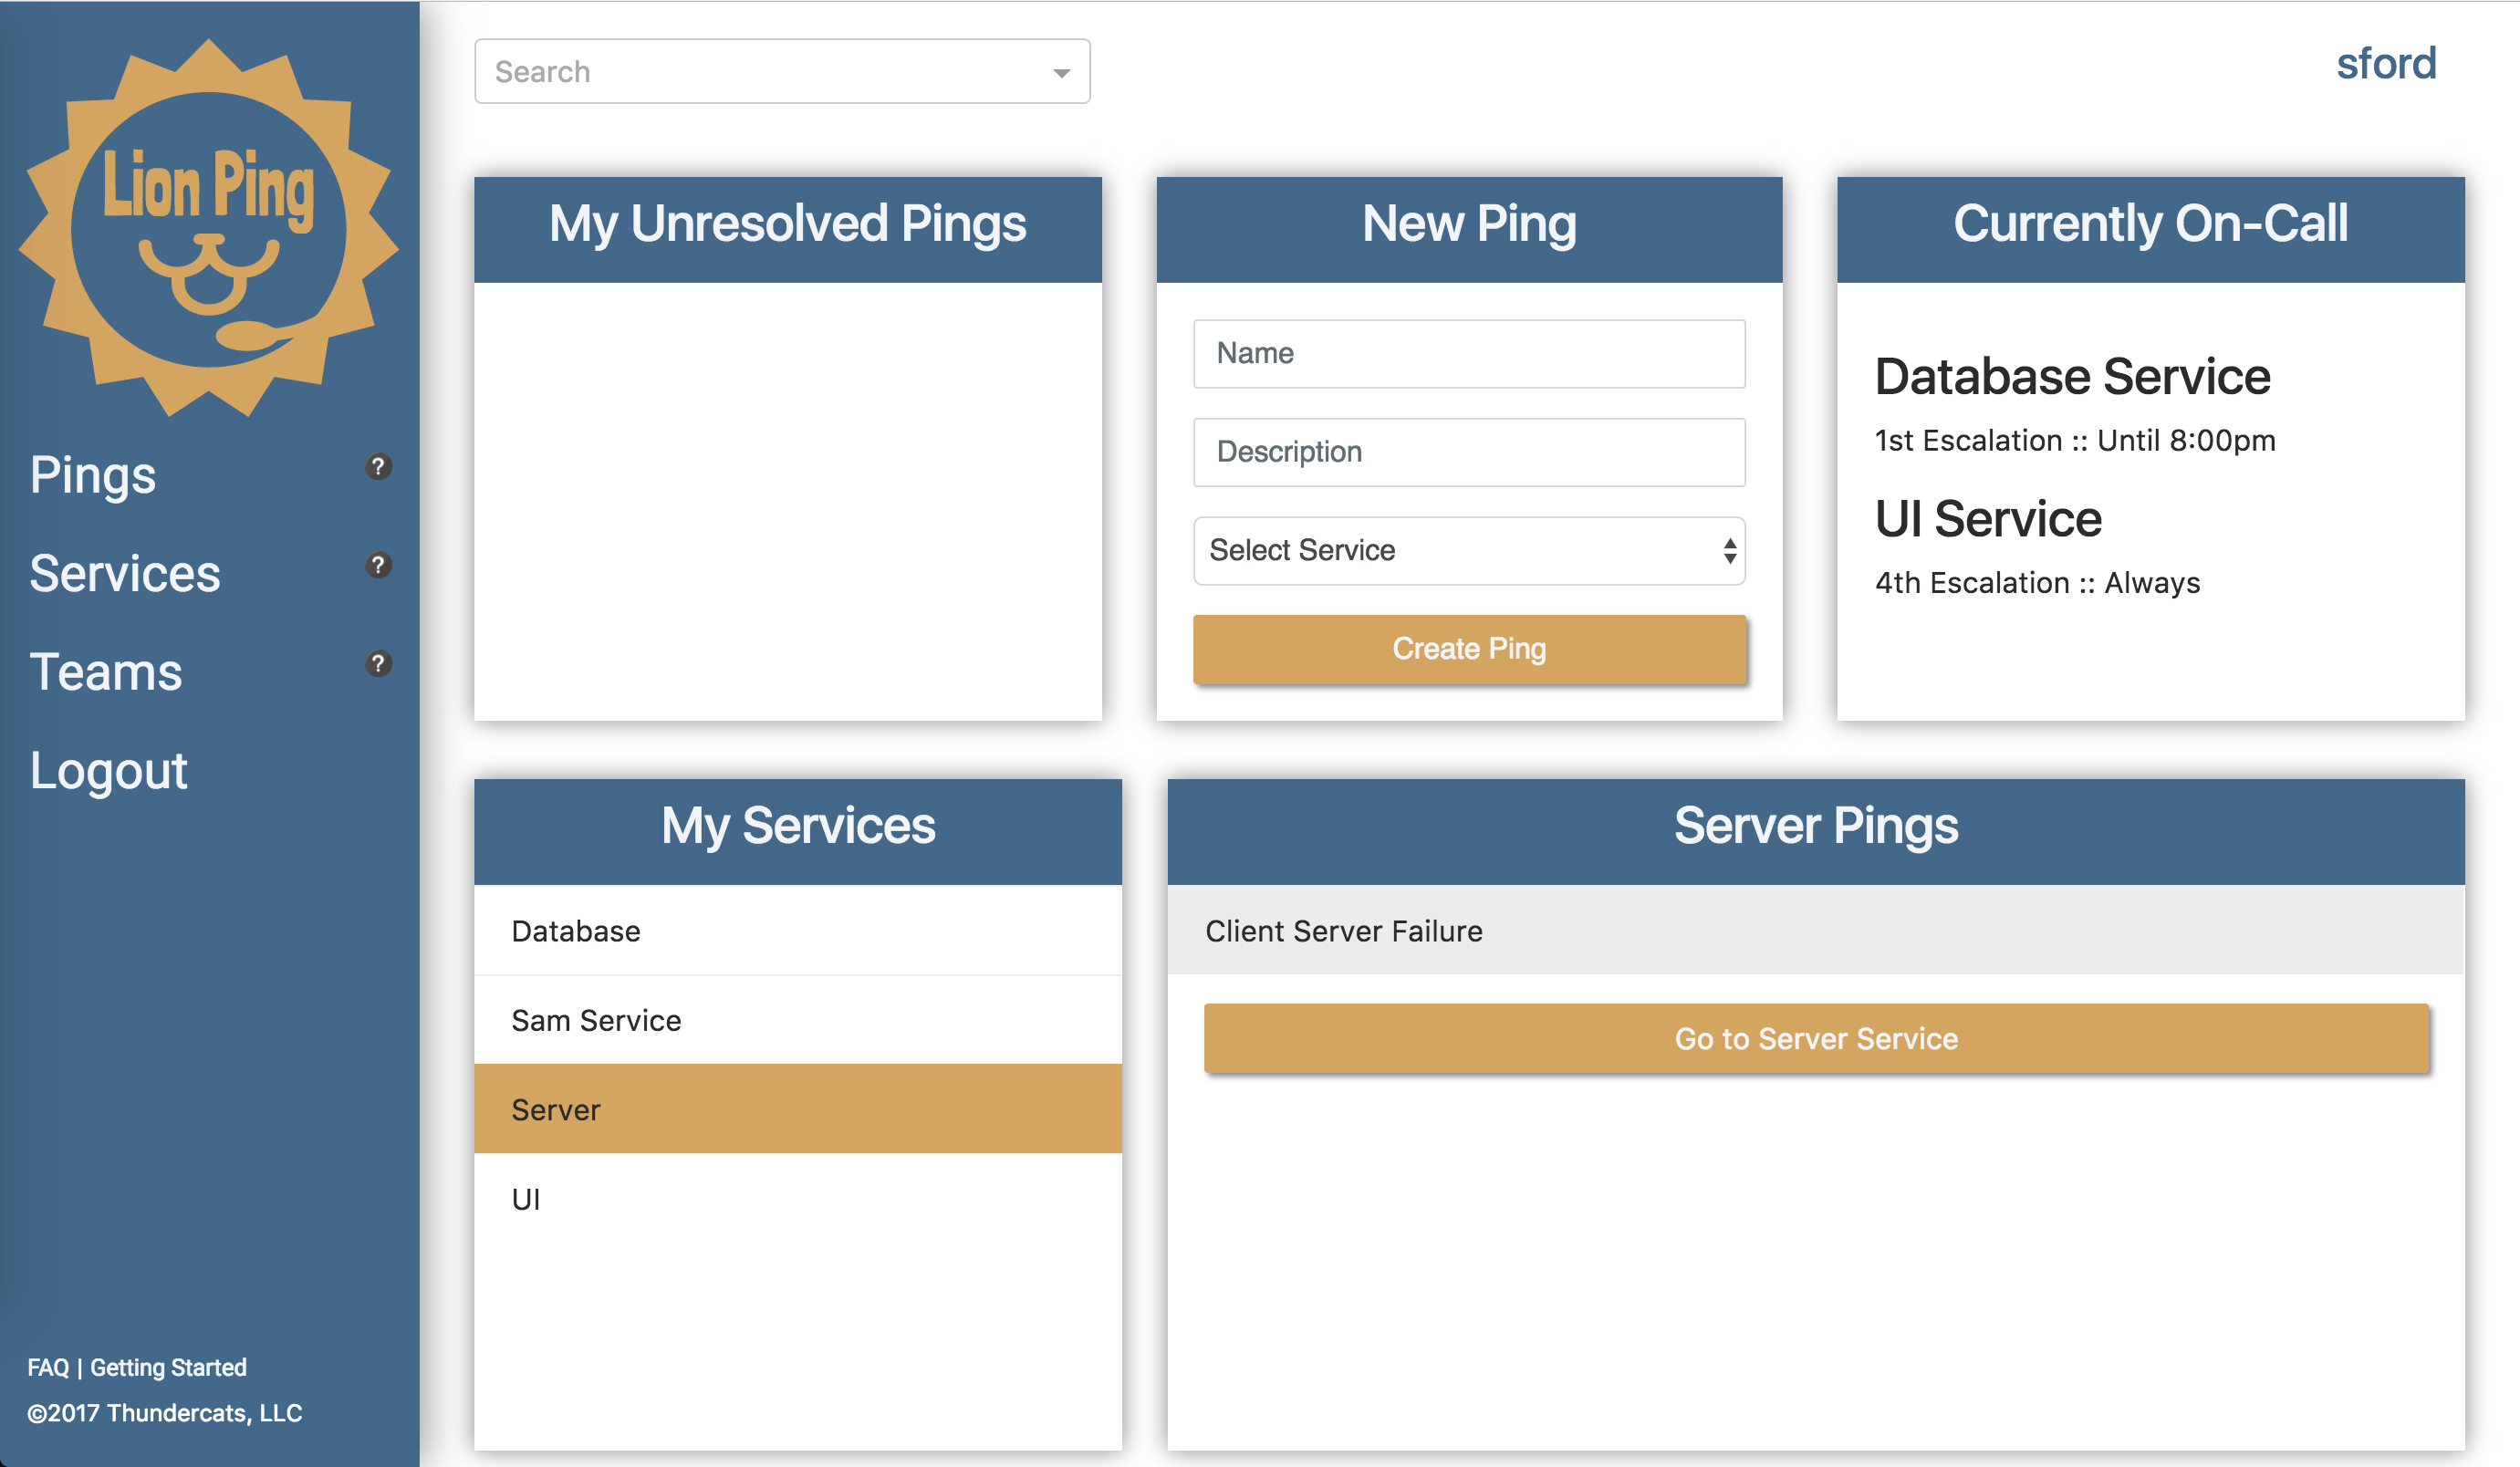 Lion Ping
Pings ?
Services ?
Teams ?
Logout
FAQ | Getting Started
©2017 Thundercats, LLC
Search
sford
My Unresolved Pings
New Ping
Name
Description
Select Service
Create Ping
Currently On-Call
Database Service
1st Escalation :: Until 8:00pm
UI Service
4th Escalation :: Always
My Services
Database
Sam Service
Server
UI
Server Pings
Client Server Failure
Go to Server Service